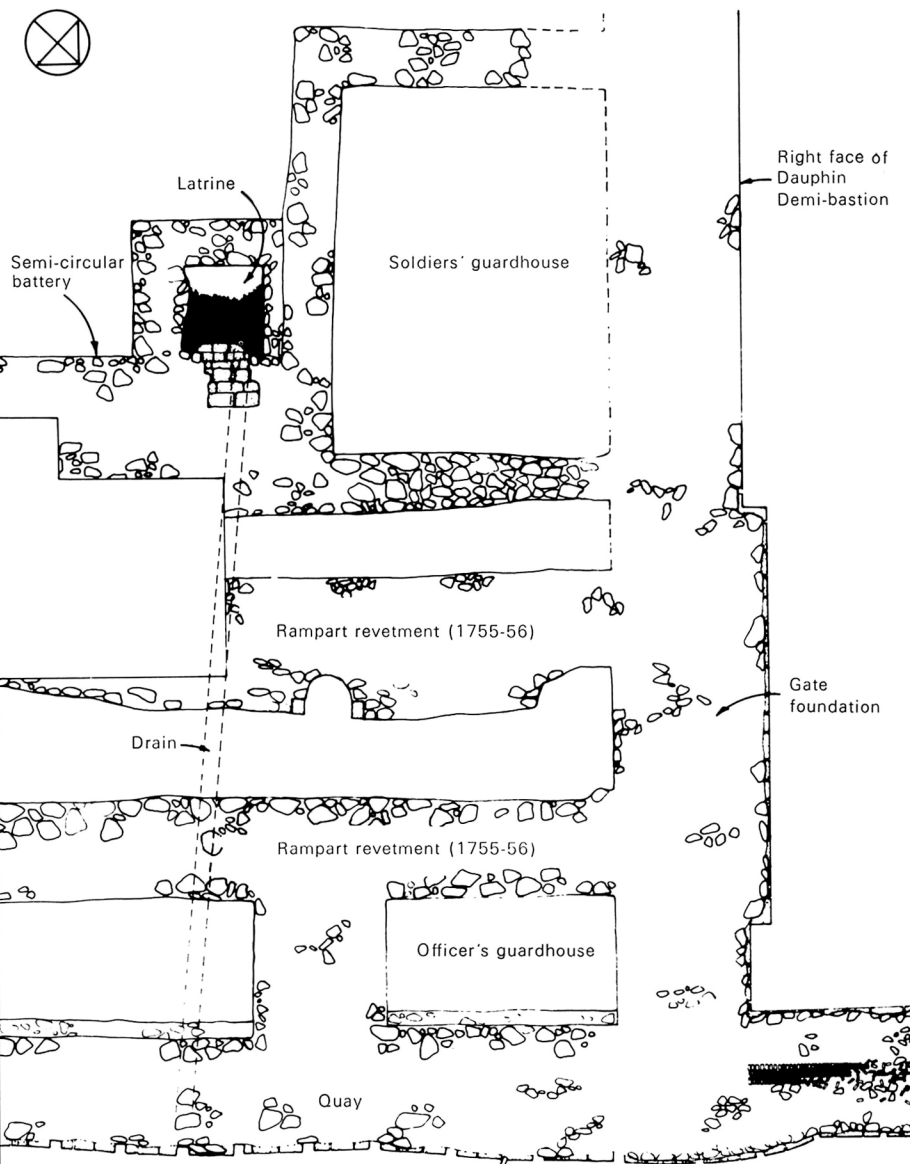 Right face of
Dauphin
Demi-bastion
Latrine
Semi-circular
battery
Soldiers' guardhouse
Rampart revetment (1755-56)
Gate
foundation
Drain
Rampart revetment (1755-56)
Officer's guardhouse
Quay